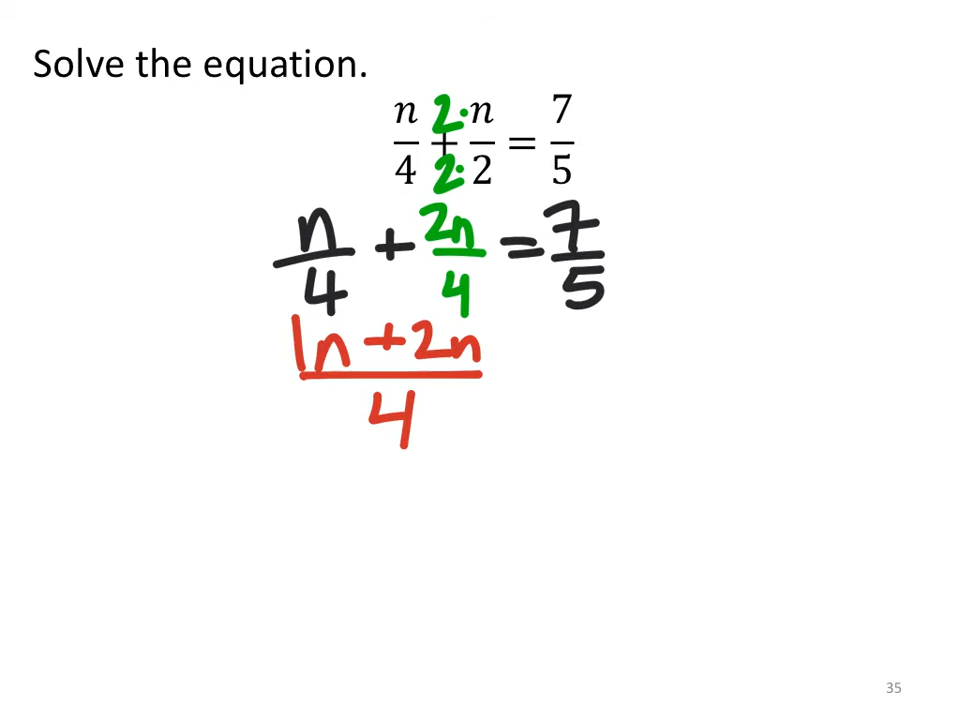 Solve the equation.
n/4 + n/2 = 7/5
2· 2·
n/4 + 2n/4 = 7/5
1n + 2n
4
35